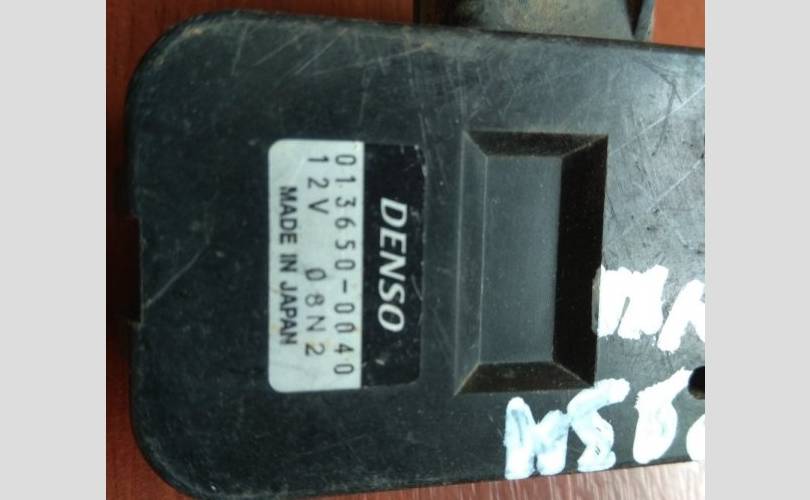 DENSO
013650-0040
12V 08N2
MADE IN JAPAN